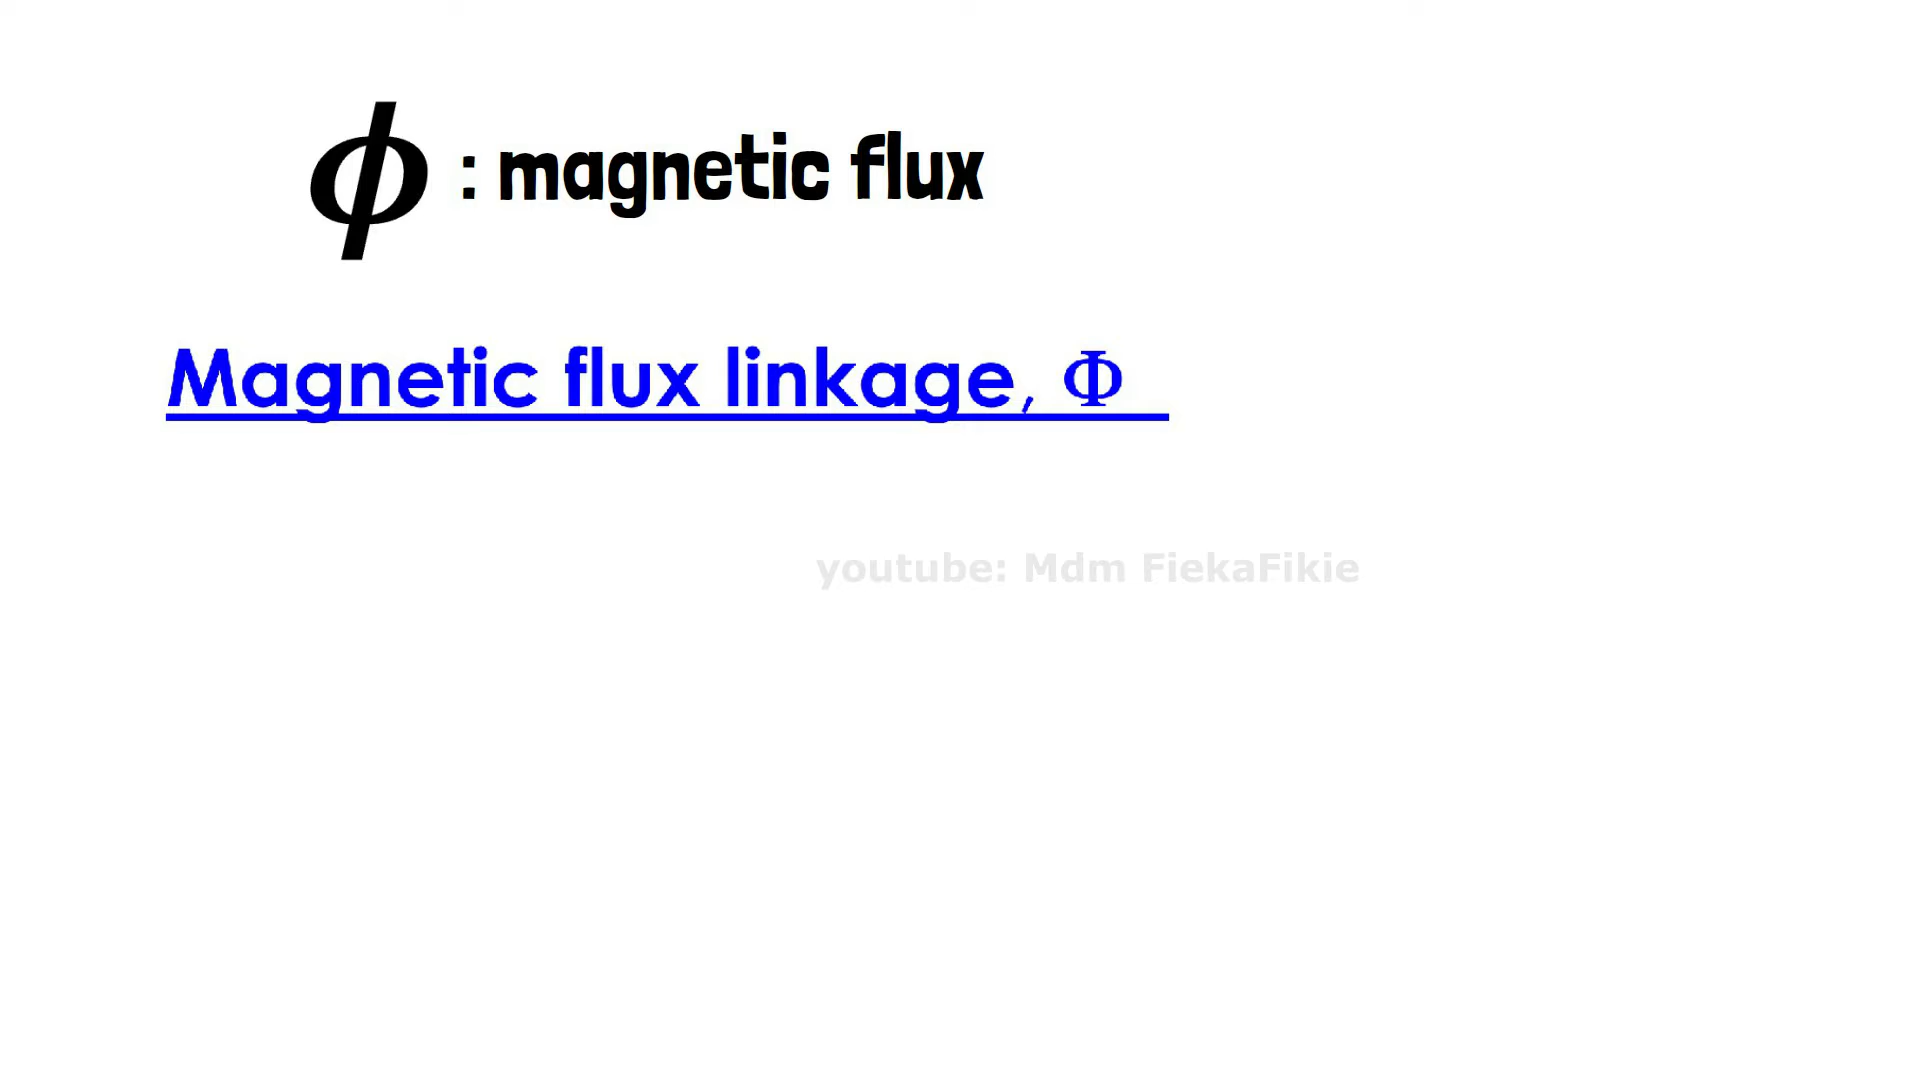 ϕ : magnetic flux
Magnetic flux linkage, Φ
youtube: Mdm FiekaFikie